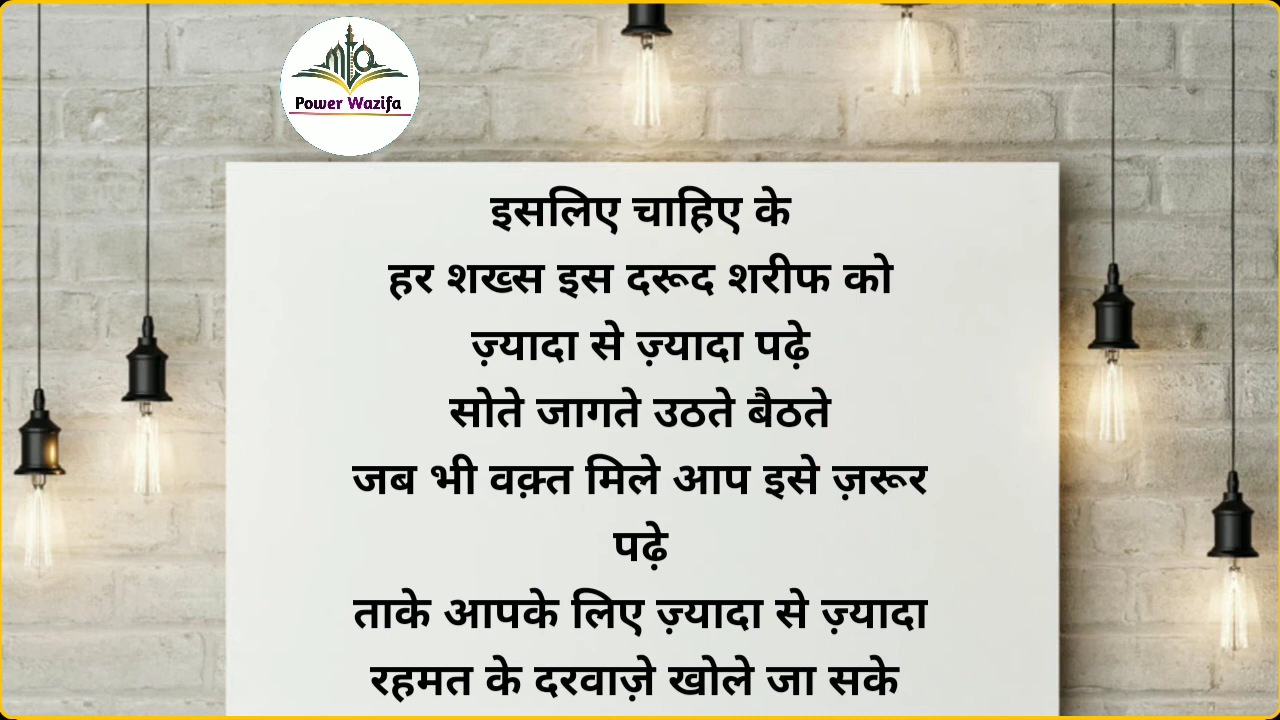 Power Wazifa
इसलिए चाहिए के
हर शख्स इस दरूद शरीफ को
ज़्यादा से ज़्यादा पढ़े
सोते जागते उठते बैठते
जब भी वक़्त मिले आप इसे ज़रूर
पढ़े
ताके आपके लिए ज़्यादा से ज़्यादा
रहमत के दरवाज़े खोले जा सके